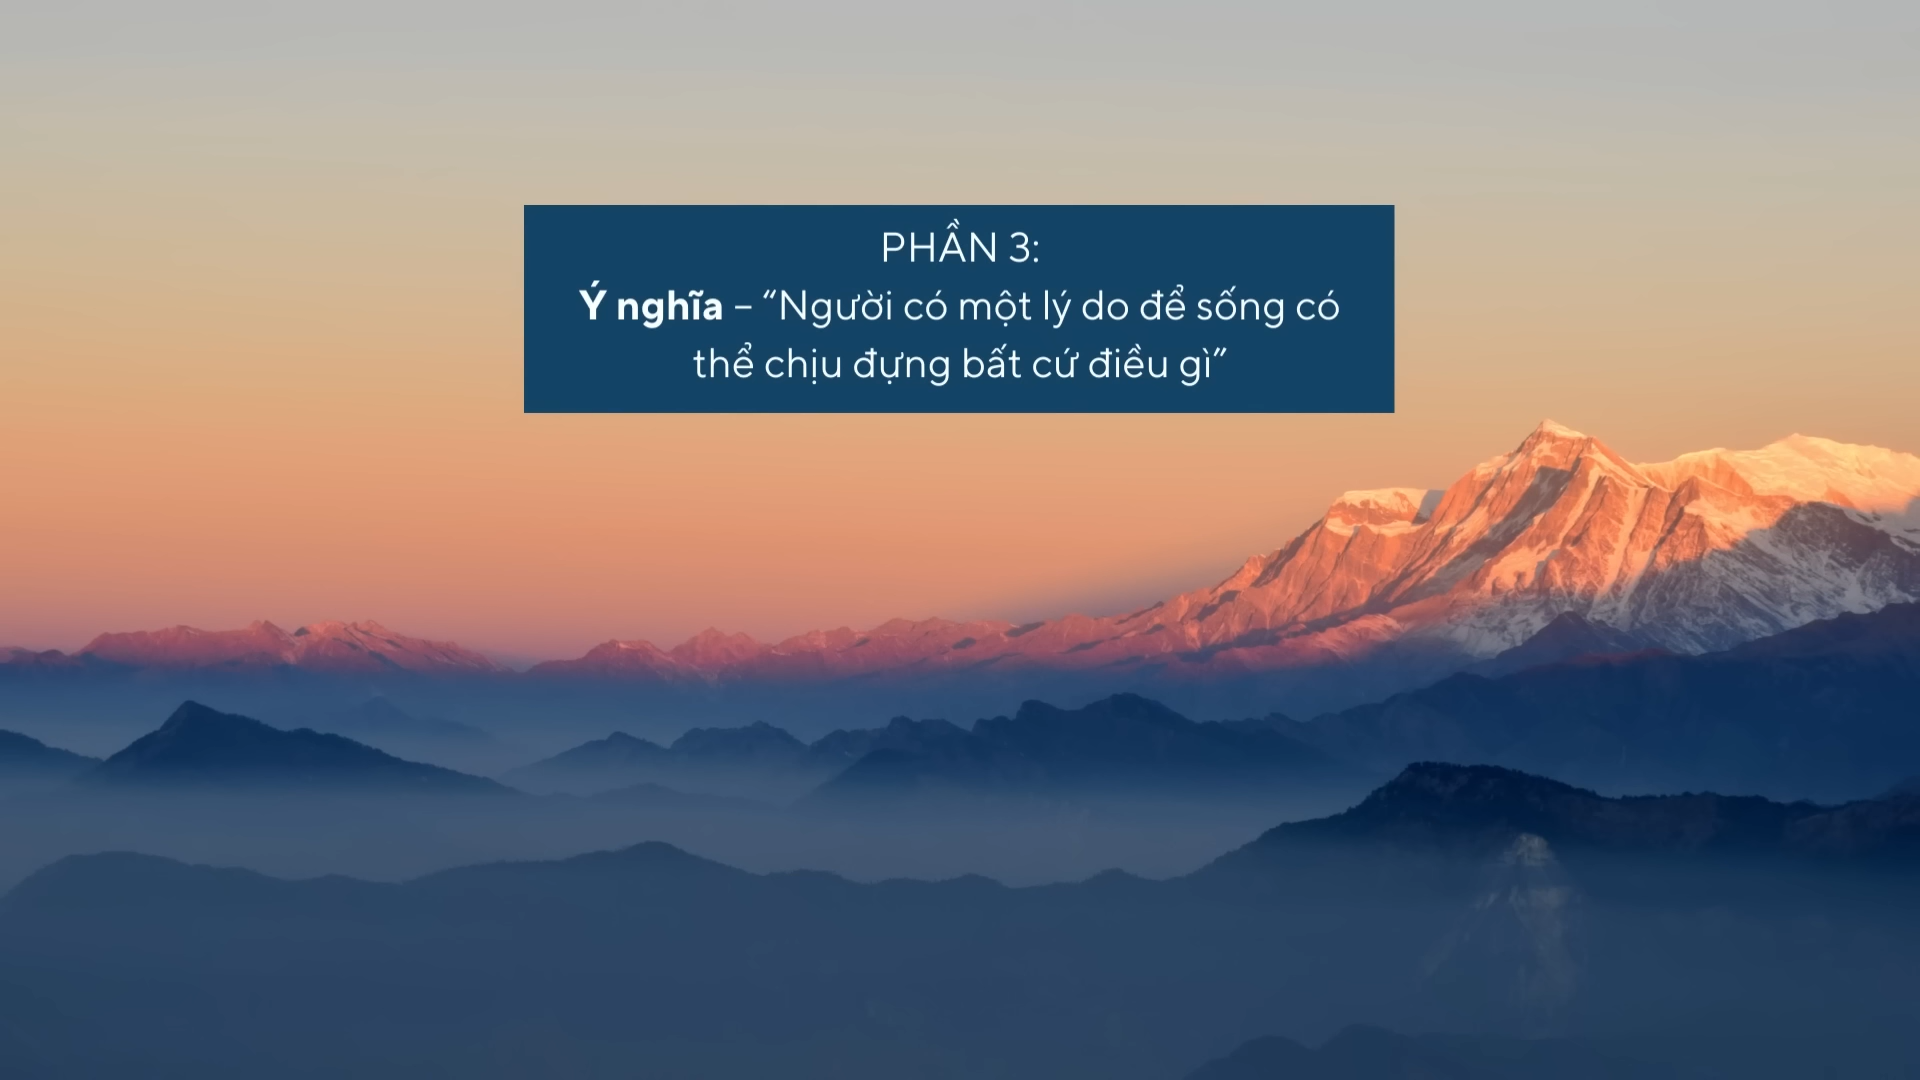 PHẦN 3:
Ý nghĩa – “Người có một lý do để sống có
thể chịu đựng bất cứ điều gì”